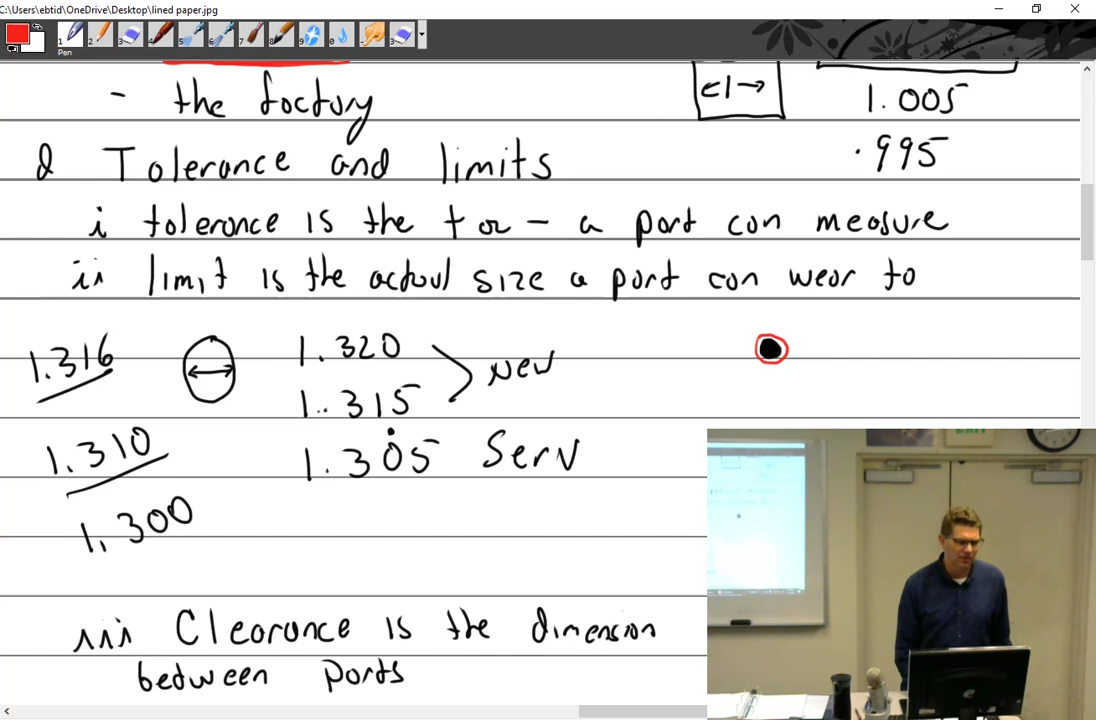 C:\Users\ebtid\OneDrive\Desktop\lined paper.jpg
Pen
- the factory
1.005
.995
d Tolerance and limits
i tolerance is the + or - a part can measure
ii limit is the actual size a part can wear to
1.316
1.320
1.315
New
1.310
1.305 Serv
1.300
iii Clearance is the dimension
between Parts